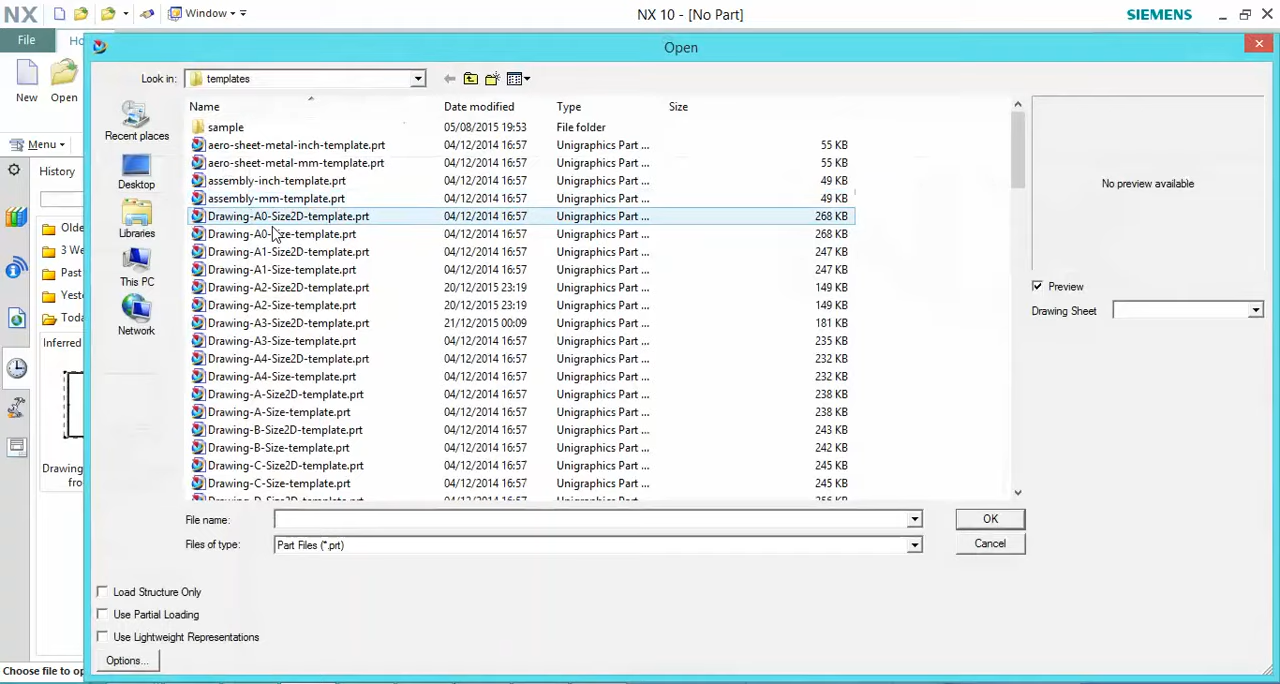 NX
Window
NX 10 - [No Part]
SIEMENS
File
Ho
Open
New
Open
Menu
History
Olde
3 We
Past
Yeste
Toda
Inferred
Drawing
fro
Choose file to op
Look in:
templates
Recent places
Desktop
Libraries
This PC
Network
Name Date modified Type Size
sample 05/08/2015 19:53 File folder
aero-sheet-metal-inch-template.prt 04/12/2014 16:57 Unigraphics Part ... 55 KB
aero-sheet-metal-mm-template.prt 04/12/2014 16:57 Unigraphics Part ... 55 KB
assembly-inch-template.prt 04/12/2014 16:57 Unigraphics Part ... 49 KB
assembly-mm-template.prt 04/12/2014 16:57 Unigraphics Part ... 49 KB
Drawing-A0-Size2D-template.prt 04/12/2014 16:57 Unigraphics Part ... 268 KB
Drawing-A0-Size-template.prt 04/12/2014 16:57 Unigraphics Part ... 268 KB
Drawing-A1-Size2D-template.prt 04/12/2014 16:57 Unigraphics Part ... 247 KB
Drawing-A1-Size-template.prt 04/12/2014 16:57 Unigraphics Part ... 247 KB
Drawing-A2-Size2D-template.prt 20/12/2015 23:19 Unigraphics Part ... 149 KB
Drawing-A2-Size-template.prt 20/12/2015 23:19 Unigraphics Part ... 149 KB
Drawing-A3-Size2D-template.prt 21/12/2015 00:09 Unigraphics Part ... 181 KB
Drawing-A3-Size-template.prt 04/12/2014 16:57 Unigraphics Part ... 235 KB
Drawing-A4-Size2D-template.prt 04/12/2014 16:57 Unigraphics Part ... 232 KB
Drawing-A4-Size-template.prt 04/12/2014 16:57 Unigraphics Part ... 232 KB
Drawing-A-Size2D-template.prt 04/12/2014 16:57 Unigraphics Part ... 238 KB
Drawing-A-Size-template.prt 04/12/2014 16:57 Unigraphics Part ... 238 KB
Drawing-B-Size2D-template.prt 04/12/2014 16:57 Unigraphics Part ... 243 KB
Drawing-B-Size-template.prt 04/12/2014 16:57 Unigraphics Part ... 242 KB
Drawing-C-Size2D-template.prt 04/12/2014 16:57 Unigraphics Part ... 245 KB
Drawing-C-Size-template.prt 04/12/2014 16:57 Unigraphics Part ... 245 KB
No preview available
Preview
Drawing Sheet
File name:
OK
Files of type: Part Files (*.prt)
Cancel
Load Structure Only
Use Partial Loading
Use Lightweight Representations
Options...